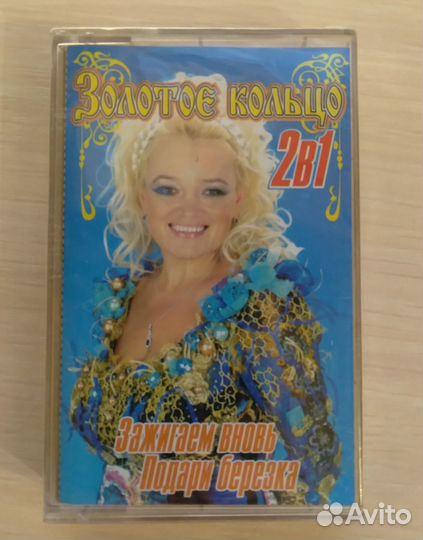 Золотое кольцо
2в1
Зажигаем вновь
Подари березка
Avito